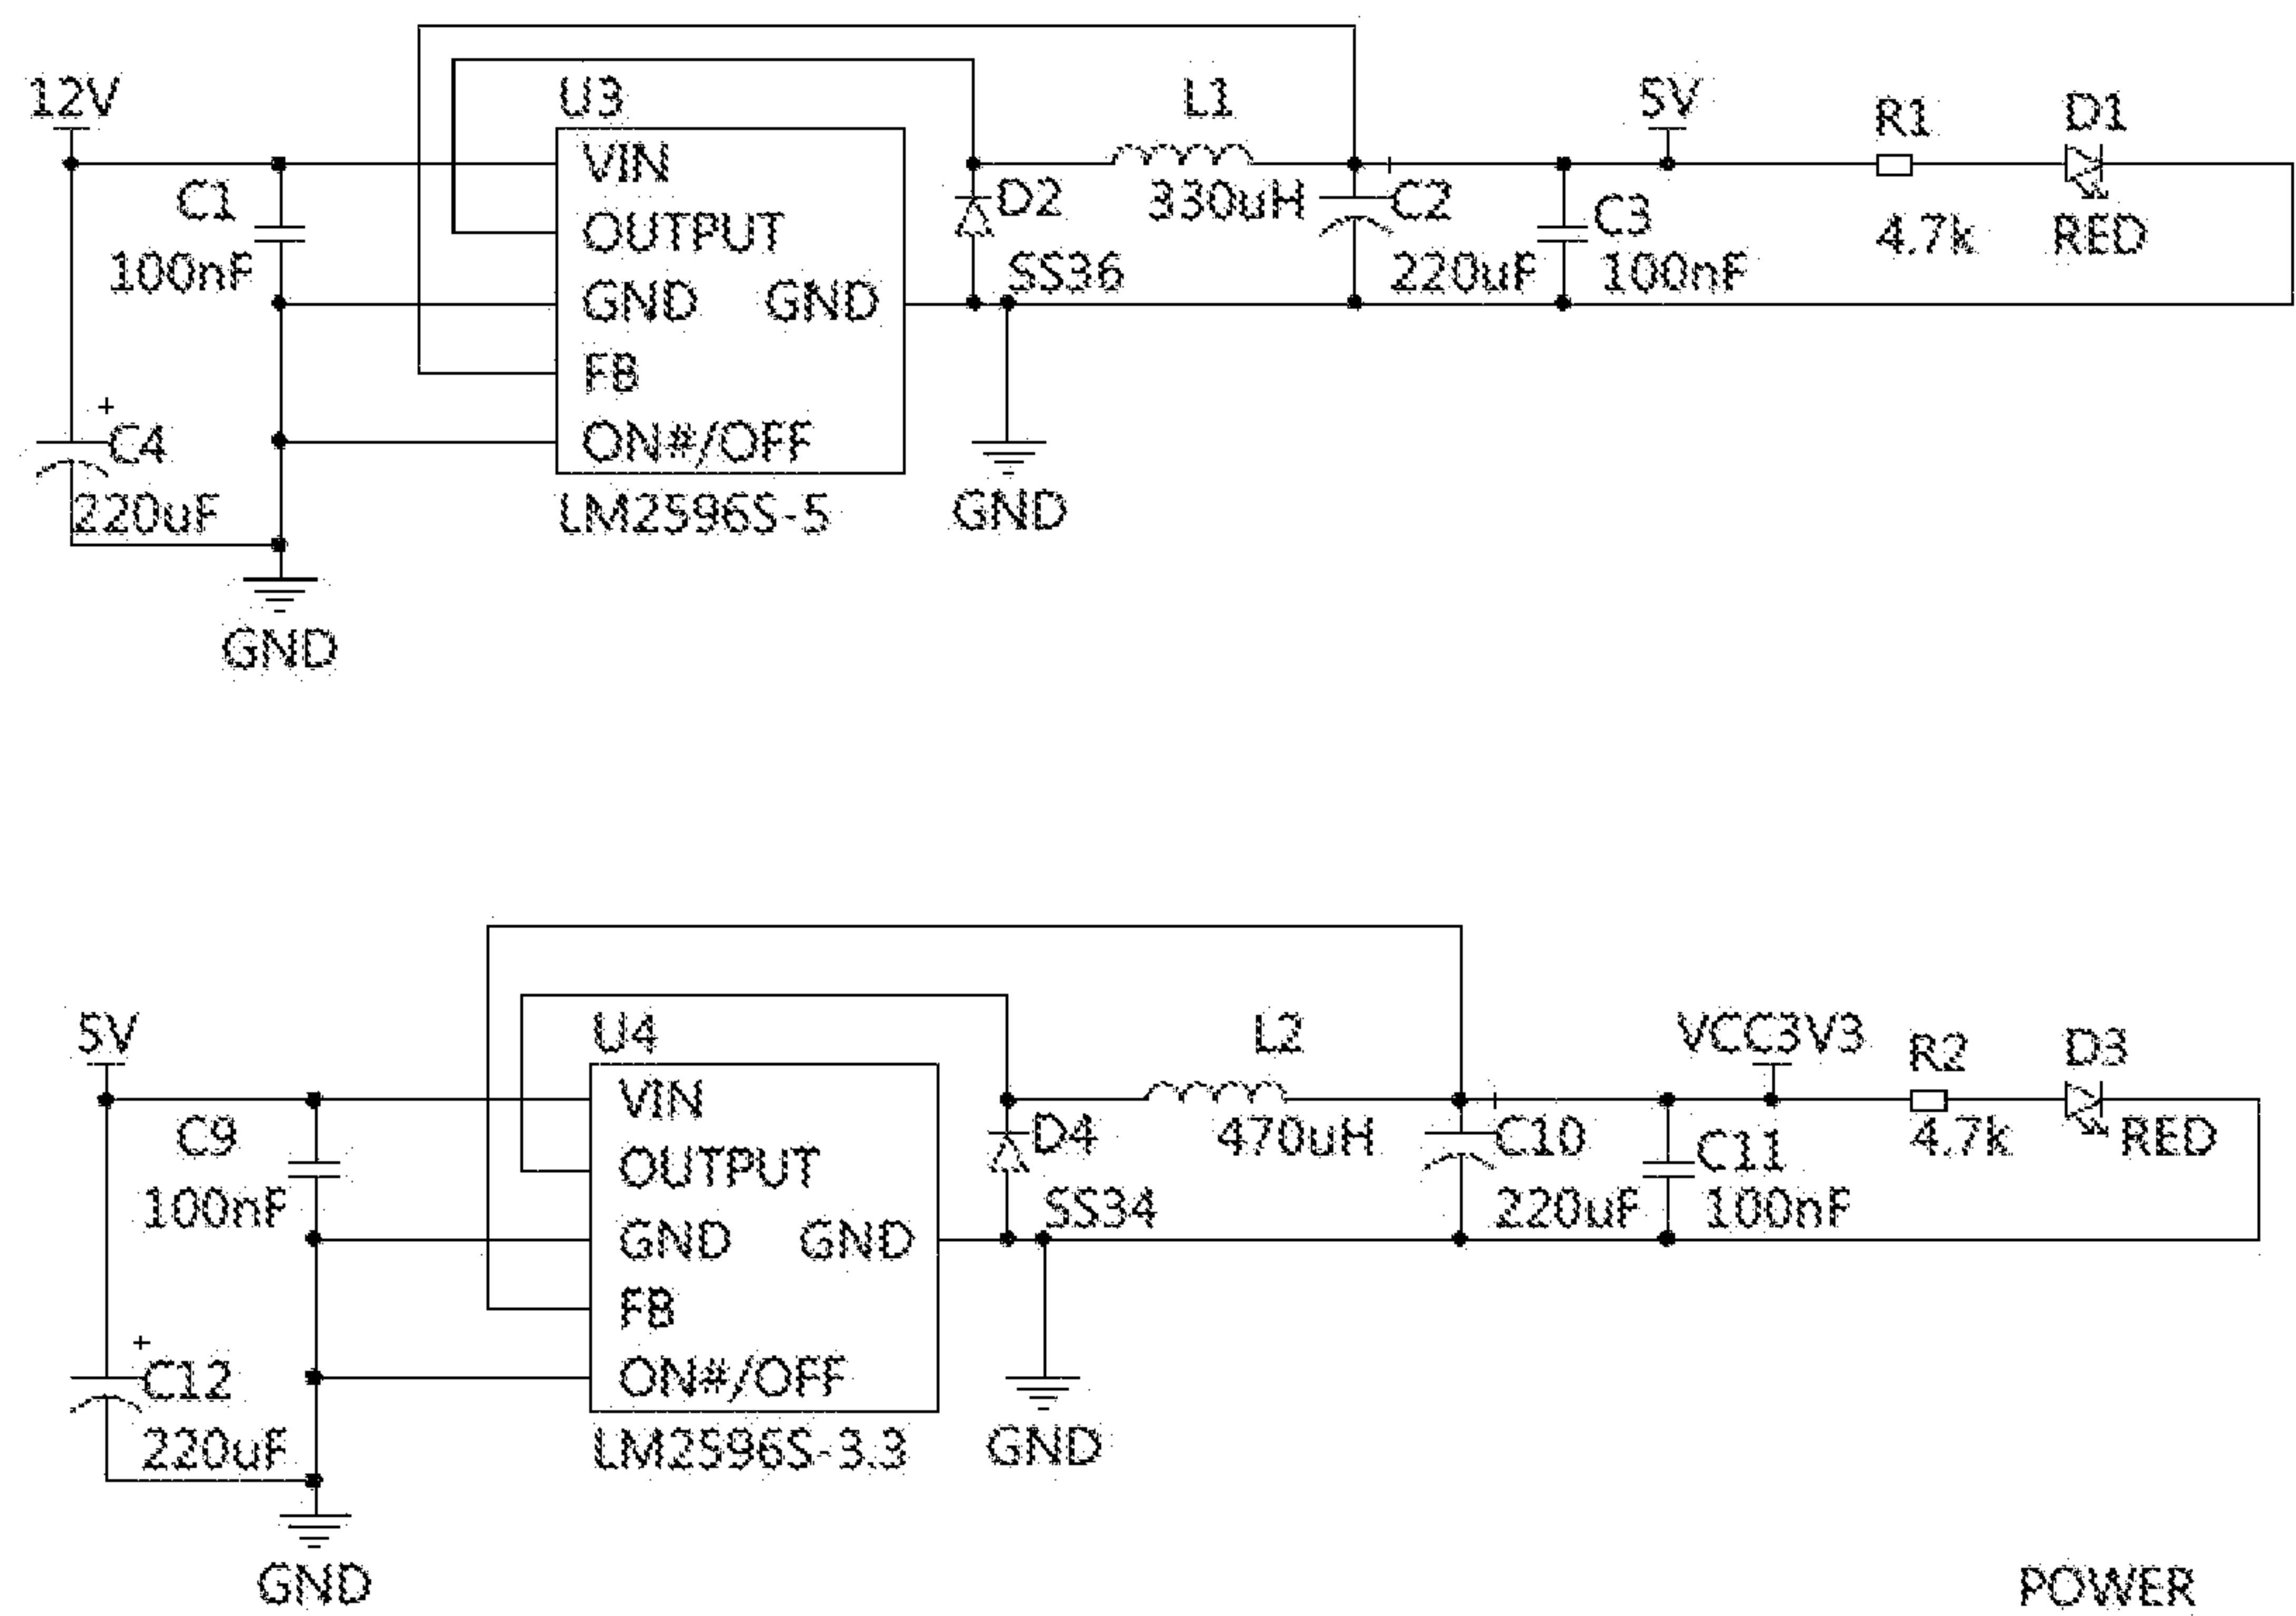 12V
U3
L1
5V
R1
D1
VIN
C1
100nF
OUTPUT
D2
SS36
330uH
C2
220uF
C3
100nF
4.7k
RED
GND GND
FB
ON#/OFF
+
C4
220uF
LM2596S-5
GND
GND
5V
U4
L2
VCC3V3
R2
D3
VIN
C9
100nF
OUTPUT
D4
SS34
470uH
C10
220uF
C11
100nF
4.7k
RED
GND GND
FB
ON#/OFF
+
C12
220uF
LM2596S-3.3
GND
GND
POWER